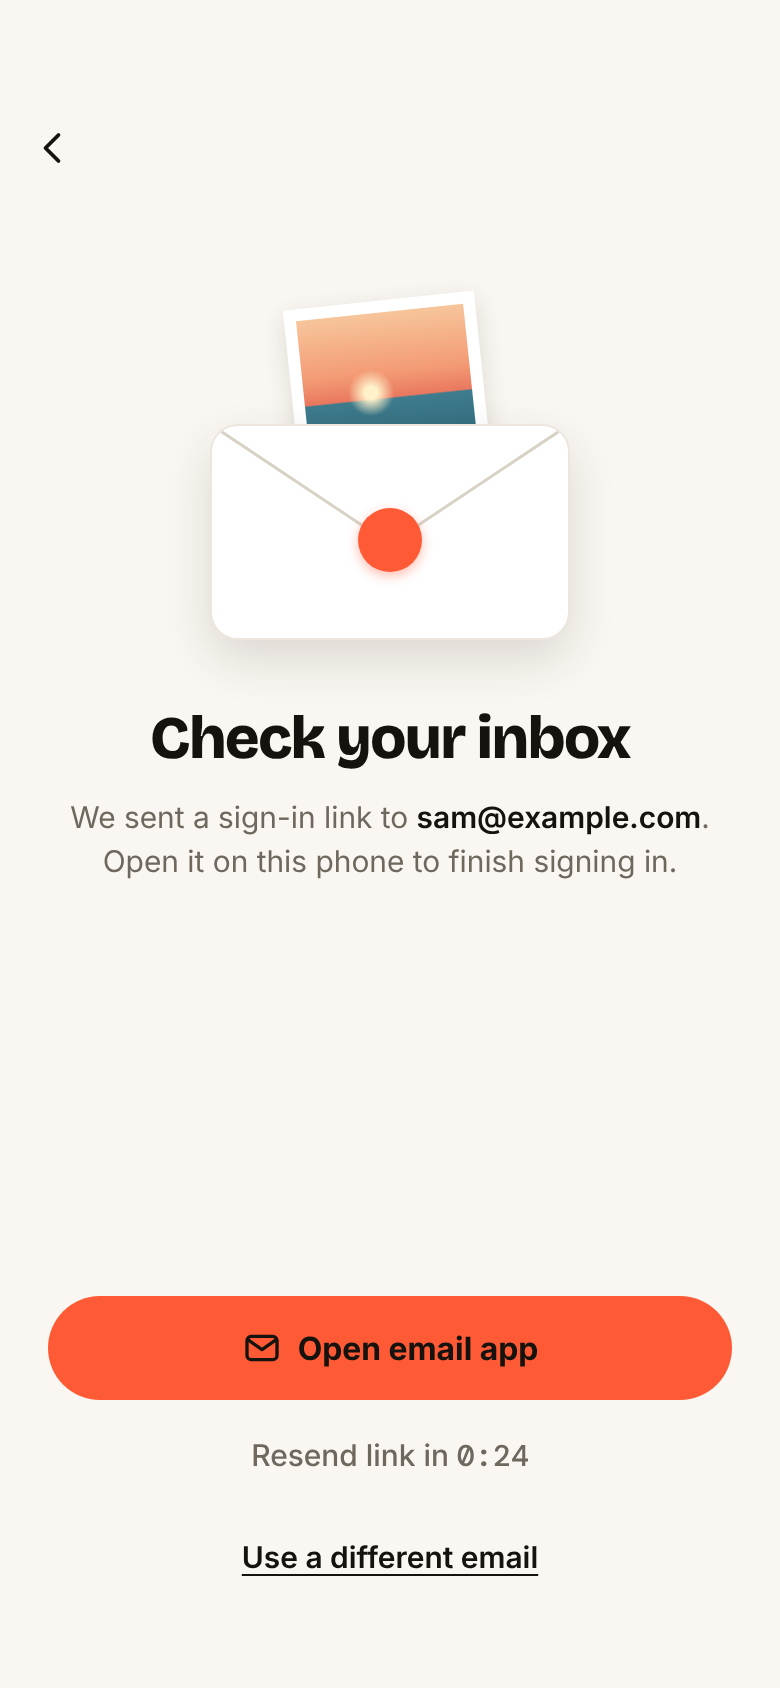 Check your inbox
We sent a sign-in link to sam@example.com.
Open it on this phone to finish signing in.
Open email app
Resend link in 0:24
Use a different email